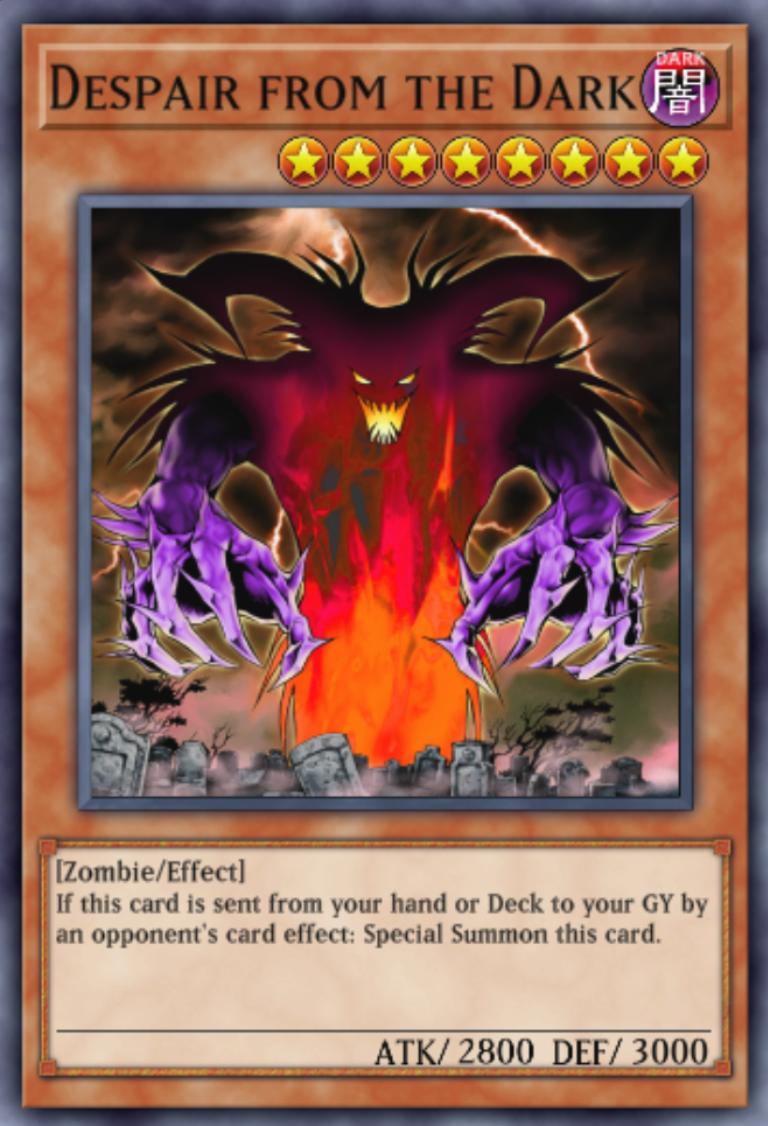 DESPAIR FROM THE DARK
DARK
闇
[Zombie/Effect]
If this card is sent from your hand or Deck to your GY by
an opponent's card effect: Special Summon this card.
ATK/ 2800 DEF/ 3000